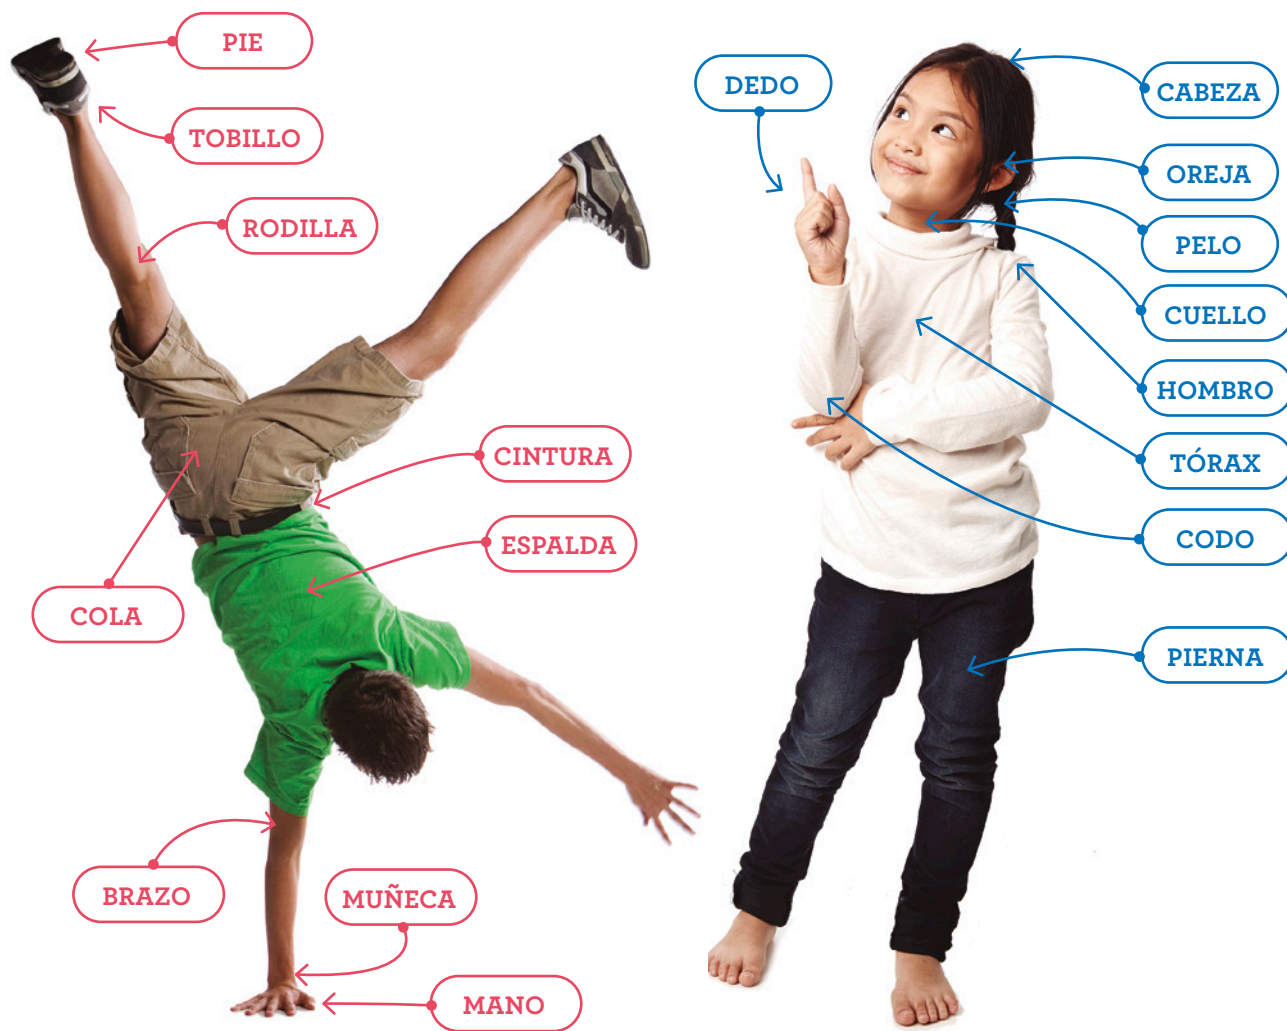 PIE
TOBILLO
RODILLA
CINTURA
ESPALDA
COLA
BRAZO
MUÑECA
MANO
DEDO
CABEZA
OREJA
PELO
CUELLO
HOMBRO
TÓRAX
CODO
PIERNA